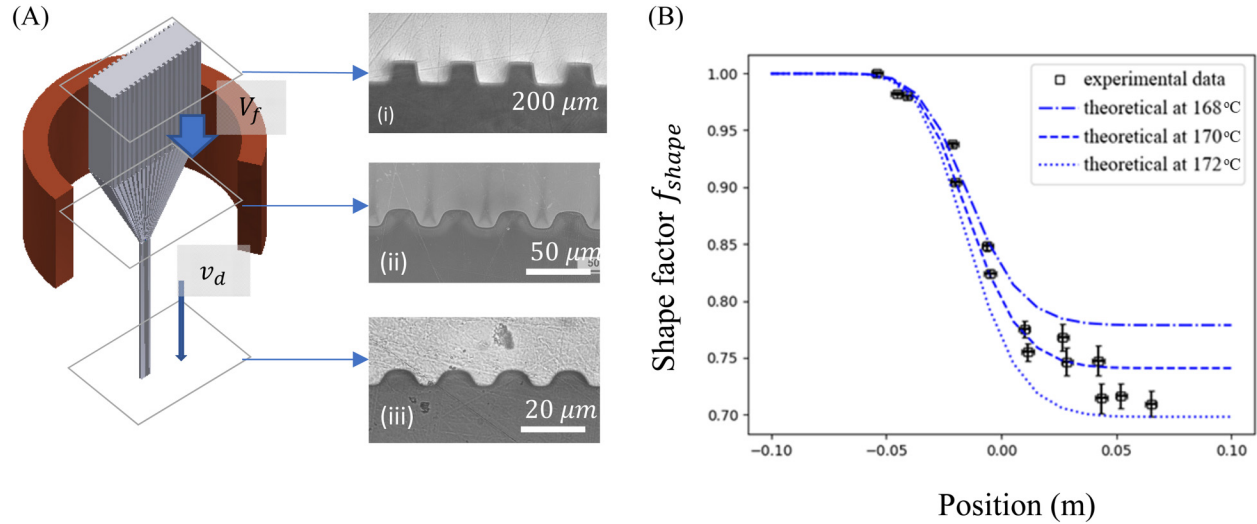 (A)
V_f
v_d
(i)
200 μm
(ii)
50 μm
50
(iii)
20 μm
(B)
Shape factor f_shape
1.00
0.95
0.90
0.85
0.80
0.75
0.70
experimental data
theoretical at 168°C
theoretical at 170°C
theoretical at 172°C
−0.10
−0.05
0.00
0.05
0.10
Position (m)